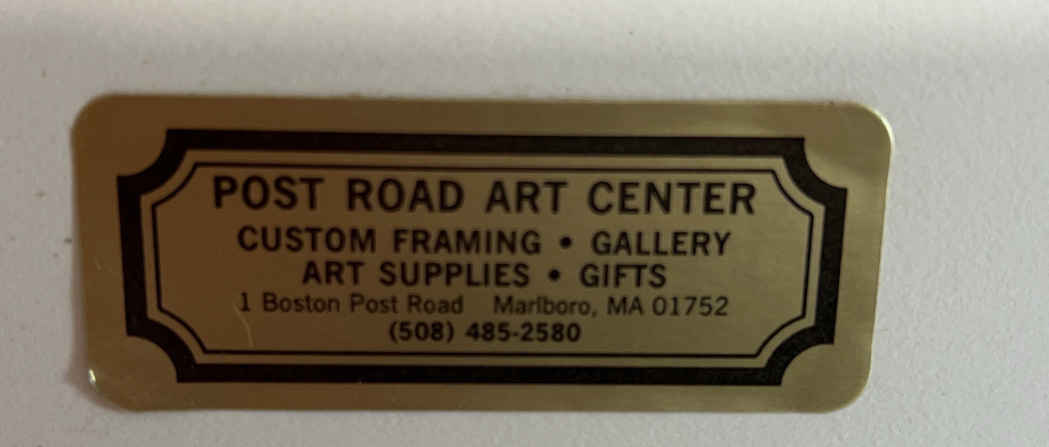 POST ROAD ART CENTER
CUSTOM FRAMING • GALLERY
ART SUPPLIES • GIFTS
1 Boston Post Road Marlboro, MA 01752
(508) 485-2580